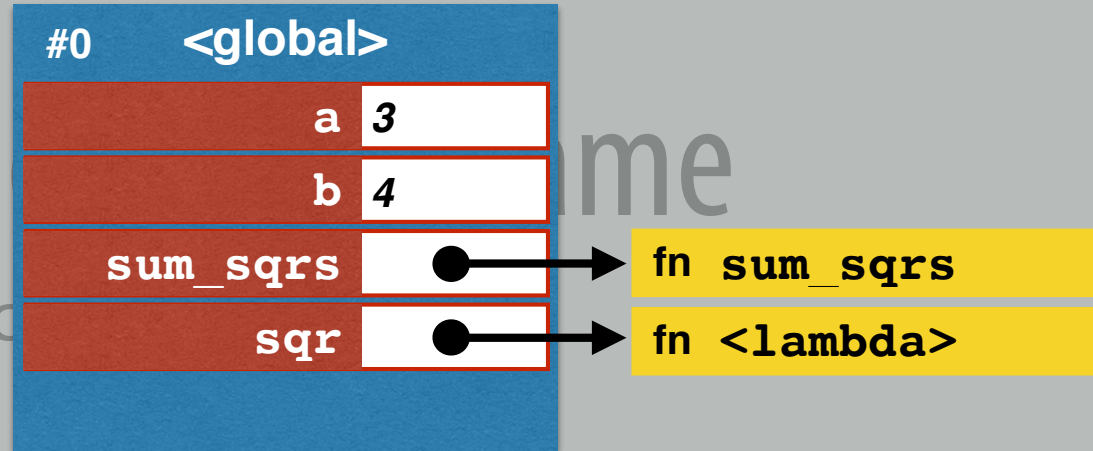 #0 <global>
a 3
b 4
sum_sqrs fn sum_sqrs
sqr fn <lambda>